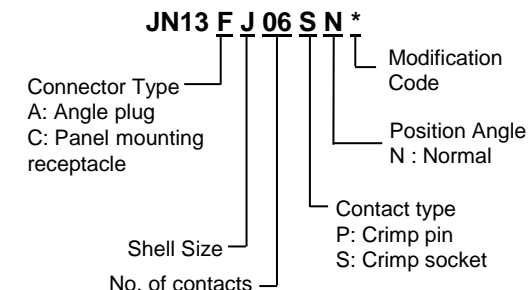 JN13 F J 06 S N *
Modification
Code
Connector Type
A: Angle plug
C: Panel mounting
receptacle
Position Angle
N : Normal
Contact type
P: Crimp pin
S: Crimp socket
Shell Size
No. of contacts